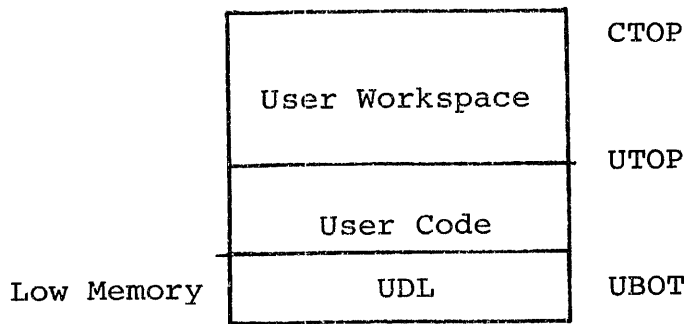 CTOP
User Workspace
UTOP
User Code
Low Memory UDL UBOT